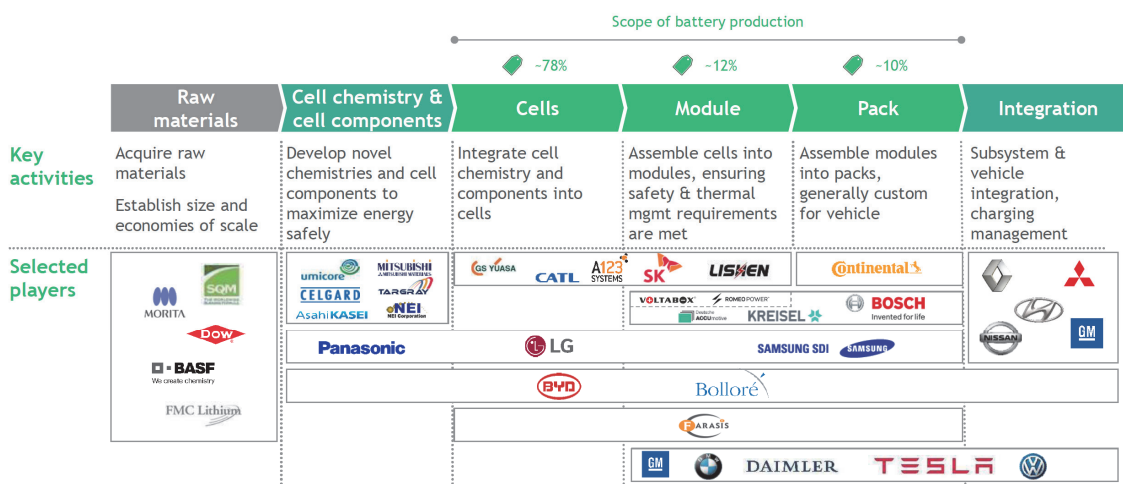 Scope of battery production
~78%
~12%
~10%
Raw
materials
Cell chemistry &
cell components
Cells
Module
Pack
Integration
Key
activities
Acquire raw
materials
Establish size and
economies of scale
Develop novel
chemistries and cell
components to
maximize energy
safely
Integrate cell
chemistry and
components into
cells
Assemble cells into
modules, ensuring
safety & thermal
mgmt requirements
are met
Assemble modules
into packs,
generally custom
for vehicle
Subsystem &
vehicle
integration,
charging
management
Selected
players
MORITA
SQM
DOW
BASF
We create chemistry
FMC Lithium
umicore
MITSUBISHI
MITSUBISHI MATERIALS
CELGARD
TARGRAY
AsahiKASEI
NEI
NEI Corporation
GS YUASA
CATL
A123
SYSTEMS
SK
LISHEN
Continental
VOLTABOX
ROMEO POWER
Deutsche
ACCUmotive
KREISEL
BOSCH
Invented for life
NISSAN
GM
Panasonic
LG
SAMSUNG SDI
SAMSUNG
BYD
Bolloré
FARASIS
GM
BMW
DAIMLER
TESLA